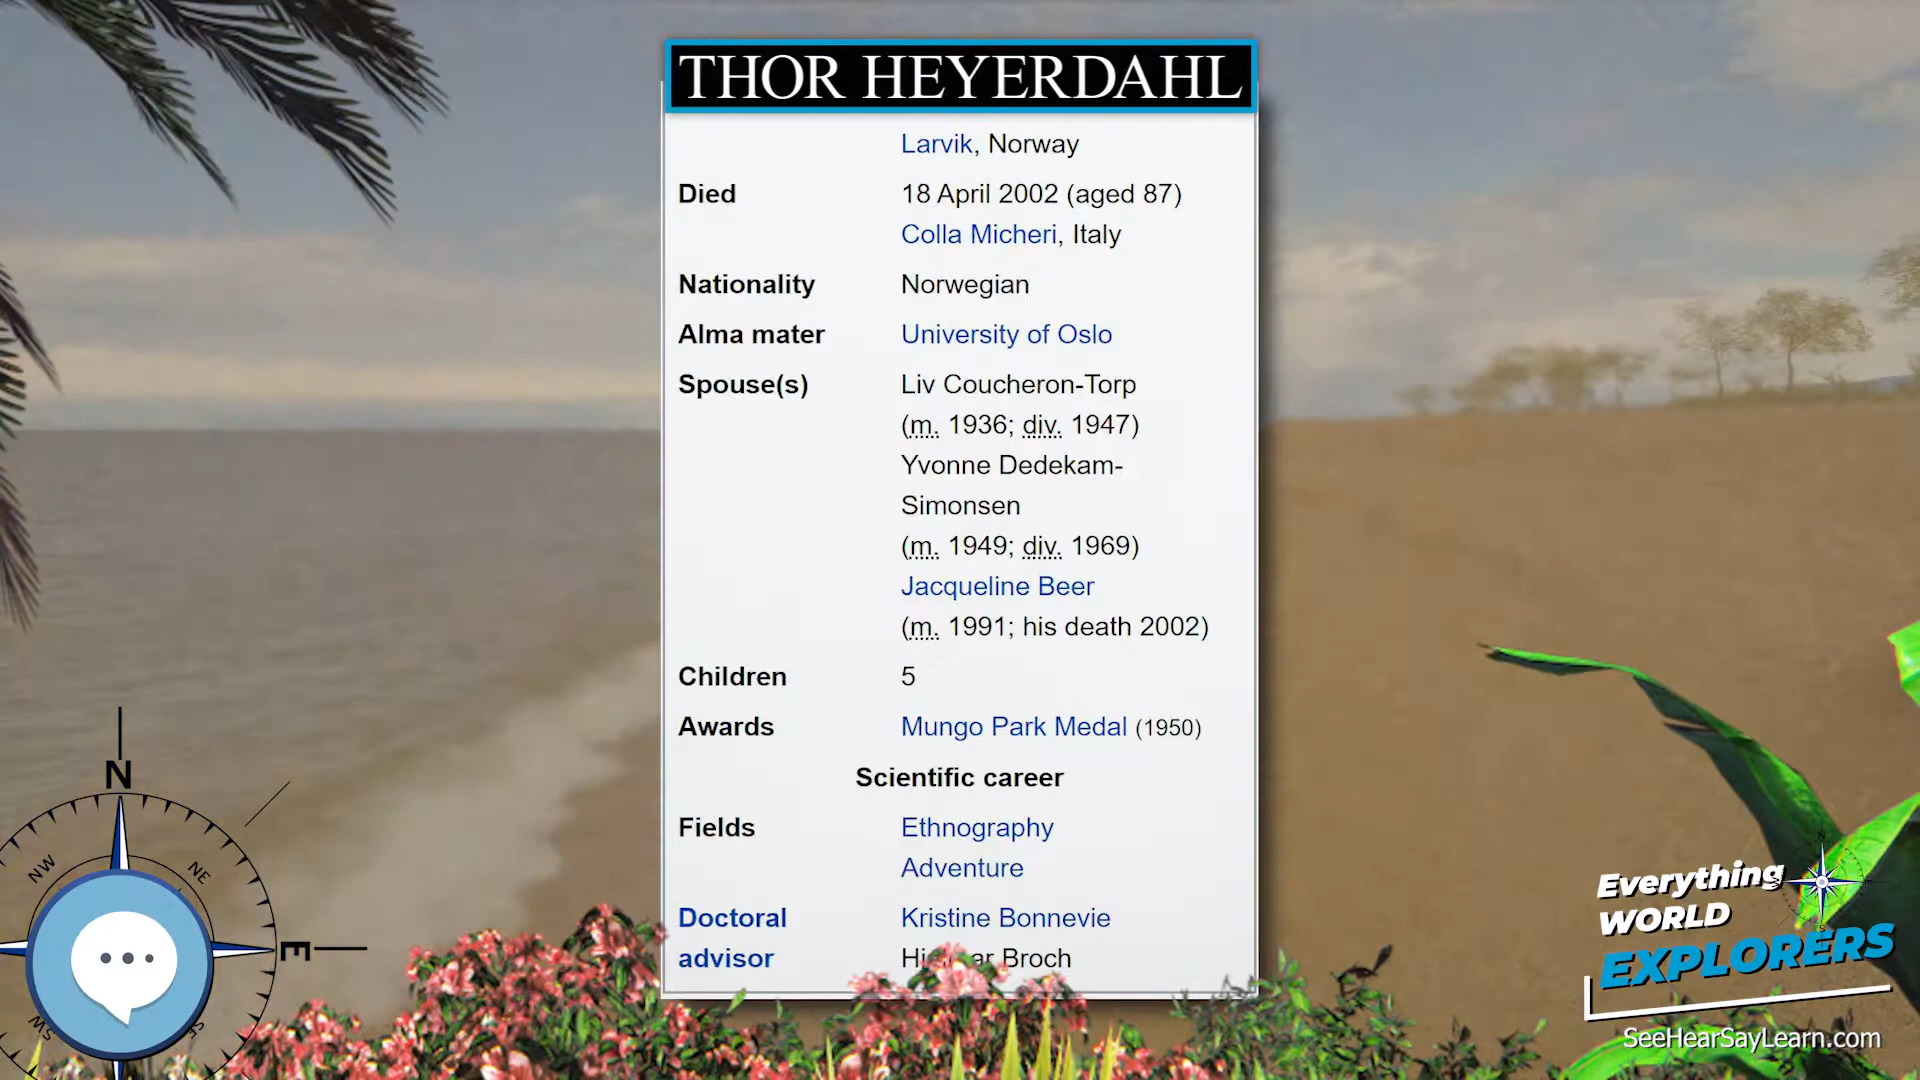 THOR HEYERDAHL
Larvik, Norway
Died 18 April 2002 (aged 87)
Colla Micheri, Italy
Nationality Norwegian
Alma mater University of Oslo
Spouse(s) Liv Coucheron-Torp
(m. 1936; div. 1947)
Yvonne Dedekam-
Simonsen
(m. 1949; div. 1969)
Jacqueline Beer
(m. 1991; his death 2002)
Children 5
Awards Mungo Park Medal (1950)
Scientific career
Fields Ethnography
Adventure
Doctoral Kristine Bonnevie
advisor Broch
N
NW
NE
E
SW
SE
Everything
WORLD
EXPLORERS
SeeHearSayLearn.com